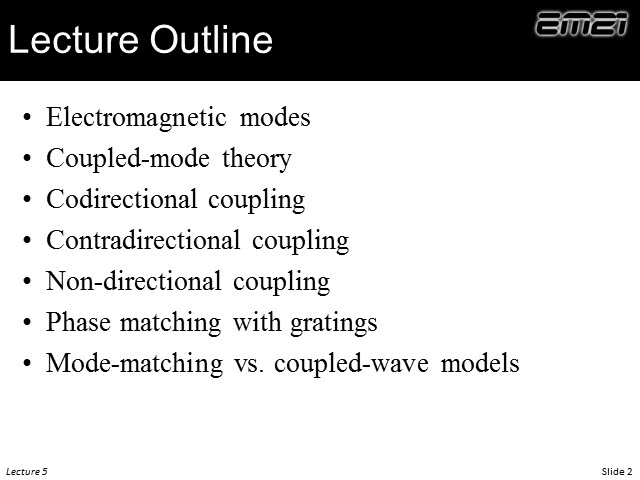 Lecture Outline
EM21
• Electromagnetic modes
• Coupled-mode theory
• Codirectional coupling
• Contradirectional coupling
• Non-directional coupling
• Phase matching with gratings
• Mode-matching vs. coupled-wave models
Lecture 5
Slide 2